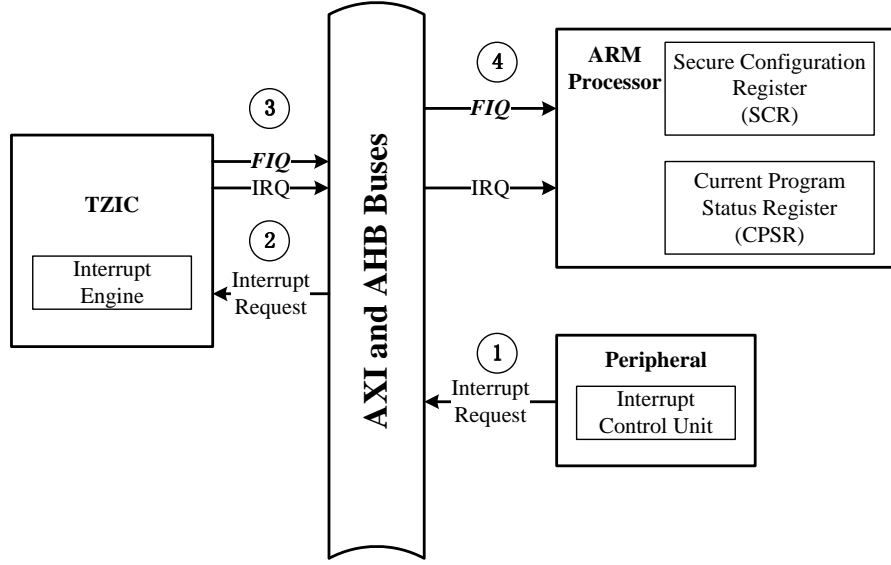 TZIC
Interrupt
Engine
3
FIQ
IRQ
2
Interrupt
Request
AXI and AHB Buses
4
FIQ
IRQ
ARM
Processor
Secure Configuration
Register
(SCR)
Current Program
Status Register
(CPSR)
1
Interrupt
Request
Peripheral
Interrupt
Control Unit